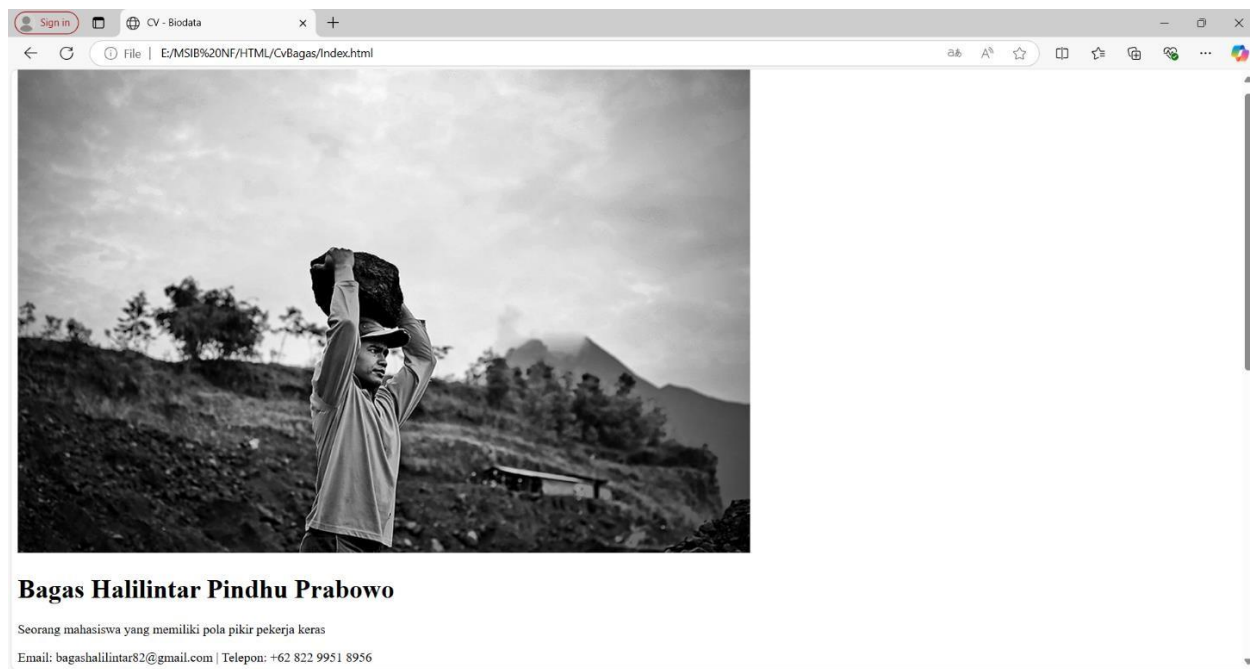 Sign in
CV - Biodata
File | E:/MSIB%20NF/HTML/CvBagas/Index.html
Bagas Halilintar Pindhu Prabowo
Seorang mahasiswa yang memiliki pola pikir pekerja keras
Email: bagashalilintar82@gmail.com | Telepon: +62 822 9951 8956